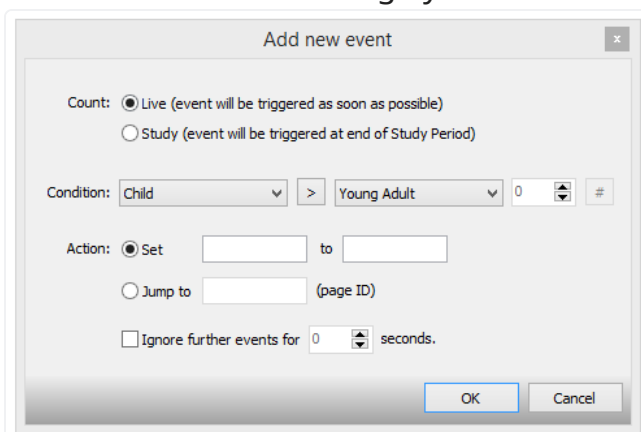 Add new event
x
Count: Live (event will be triggered as soon as possible)
Study (event will be triggered at end of Study Period)
Condition: Child > Young Adult 0 #
Action: Set to
Jump to (page ID)
Ignore further events for 0 seconds.
OK Cancel